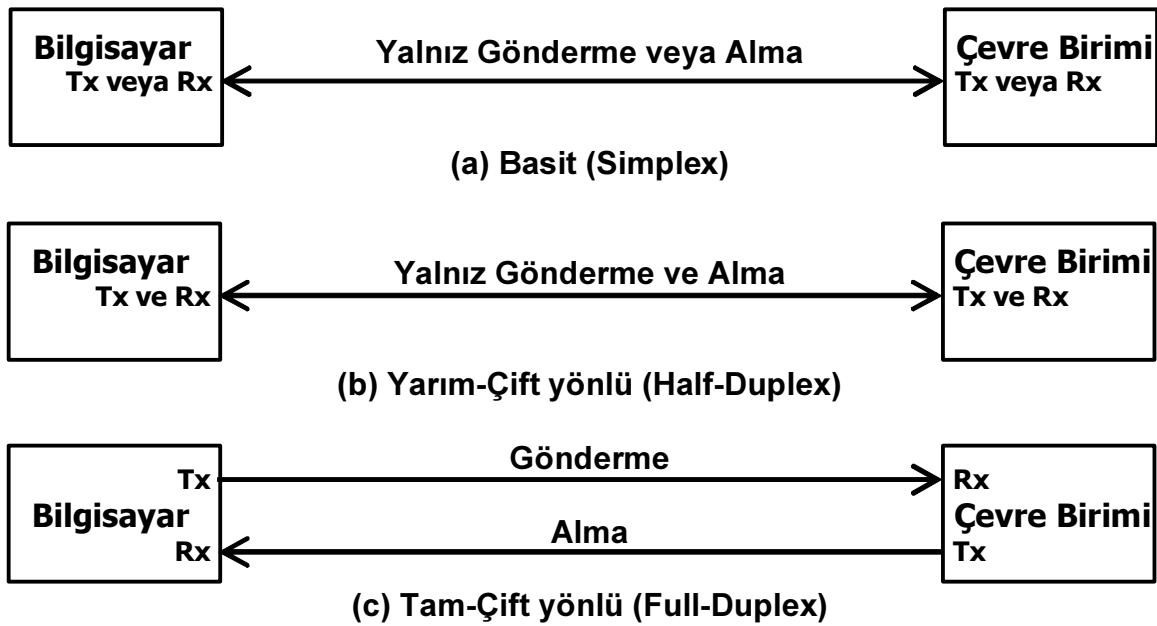 Bilgisayar
Tx veya Rx
Yalnız Gönderme veya Alma
Çevre Birimi
Tx veya Rx
(a) Basit (Simplex)
Bilgisayar
Tx ve Rx
Yalnız Gönderme ve Alma
Çevre Birimi
Tx ve Rx
(b) Yarım-Çift yönlü (Half-Duplex)
Tx
Bilgisayar
Rx
Gönderme
Alma
Rx
Çevre Birimi
Tx
(c) Tam-Çift yönlü (Full-Duplex)